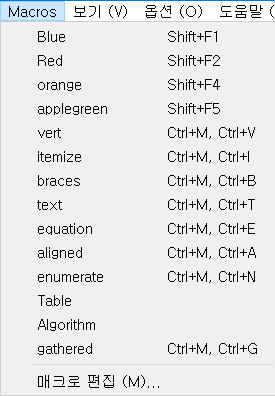 Macros 보기 (V) 옵션 (O) 도움말 (
Blue Shift+F1
Red Shift+F2
orange Shift+F4
applegreen Shift+F5
vert Ctrl+M, Ctrl+V
itemize Ctrl+M, Ctrl+I
braces Ctrl+M, Ctrl+B
text Ctrl+M, Ctrl+T
equation Ctrl+M, Ctrl+E
aligned Ctrl+M, Ctrl+A
enumerate Ctrl+M, Ctrl+N
Table
Algorithm
gathered Ctrl+M, Ctrl+G
매크로 편집 (M)...